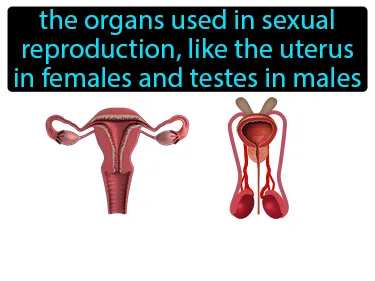 the organs used in sexual
reproduction, like the uterus
in females and testes in males